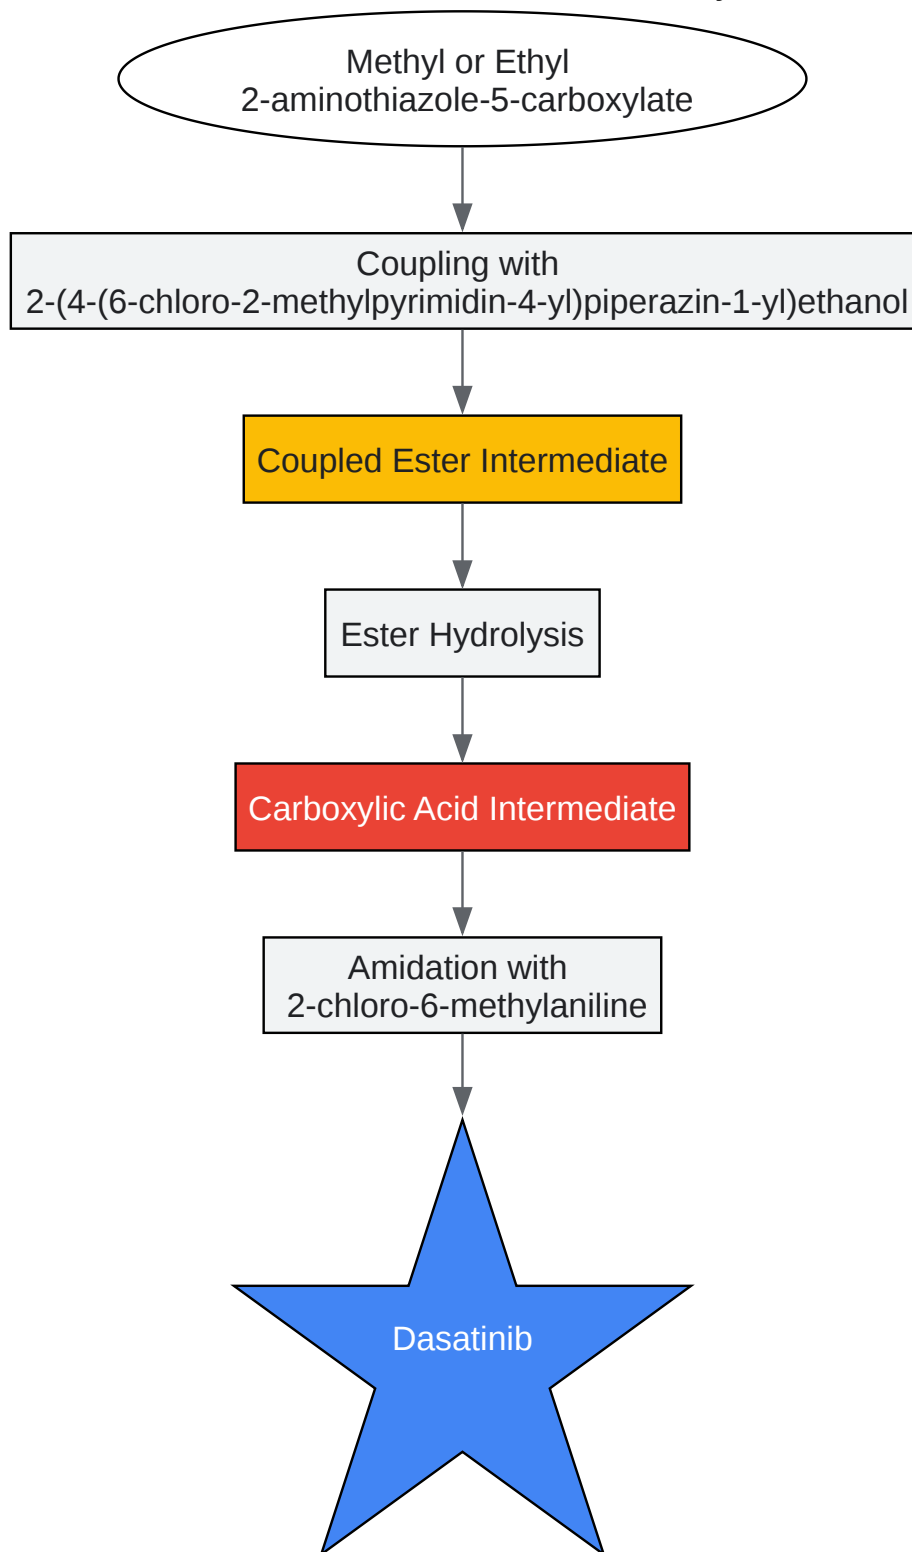 Methyl or Ethyl
2-aminothiazole-5-carboxylate
Coupling with
2-(4-(6-chloro-2-methylpyrimidin-4-yl)piperazin-1-yl)ethanol
Coupled Ester Intermediate
Ester Hydrolysis
Carboxylic Acid Intermediate
Amidation with
2-chloro-6-methylaniline
Dasatinib